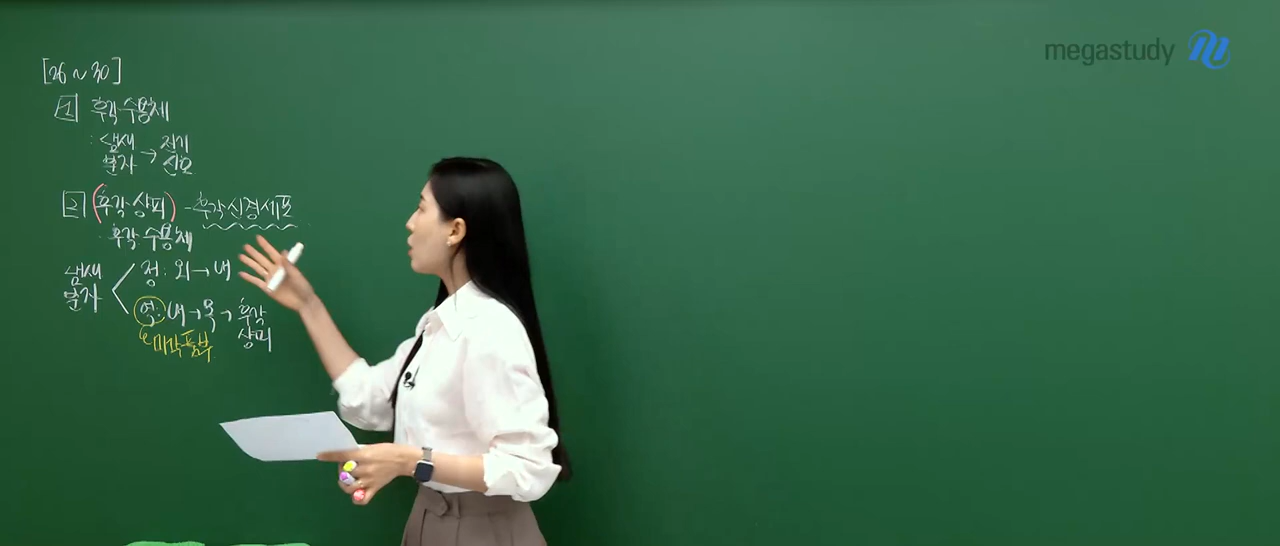 [26 ~ 30]
1 후각 수용체
: 냄새 분자 → 전기 신호
2 (후각 상피) - 후각신경세포
후각 수용체
냄새 분자 < 정 : 외 → 내
역: 내 → 목 → 후각 상피
미각 풍부
megastudy